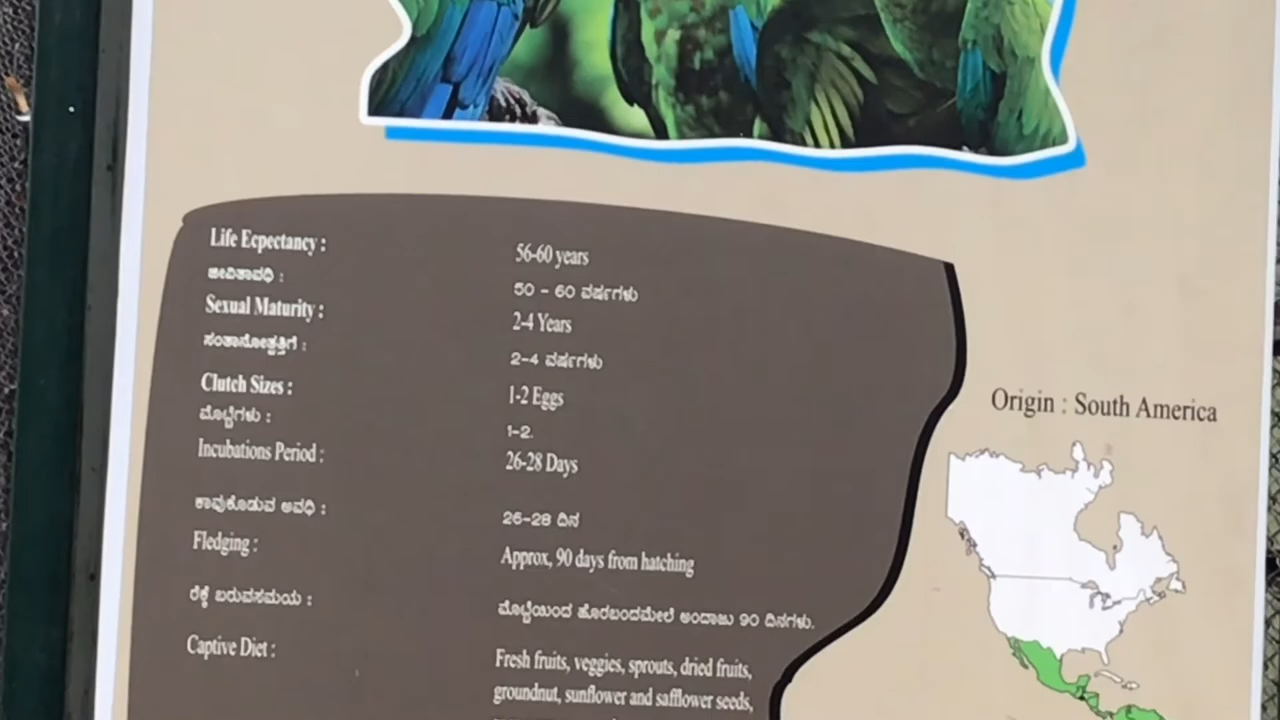 Life Ecpectancy : 56-60 years
ಜೀವಿತಾವಧಿ : 50 - 60 ವರ್ಷಗಳು
Sexual Maturity : 2-4 Years
ಸಂತಾನೋತ್ಪತ್ತಿಗೆ : 2-4 ವರ್ಷಗಳು
Clutch Sizes : 1-2 Eggs
ಮೊಟ್ಟೆಗಳು : 1-2.
Incubations Period : 26-28 Days
ಕಾವುಕೊಡುವ ಅವಧಿ : 26-28 ದಿನ
Fledging : Approx, 90 days from hatching
ರೆಕ್ಕೆ ಬರುವಸಮಯ : ಮೊಟ್ಟೆಯಿಂದ ಹೊರಬಂದಮೇಲೆ ಅಂದಾಜು 90 ದಿನಗಳು.
Captive Diet : Fresh fruits, veggies, sprouts, dried fruits,
groundnut, sunflower and safflower seeds,
Origin : South America